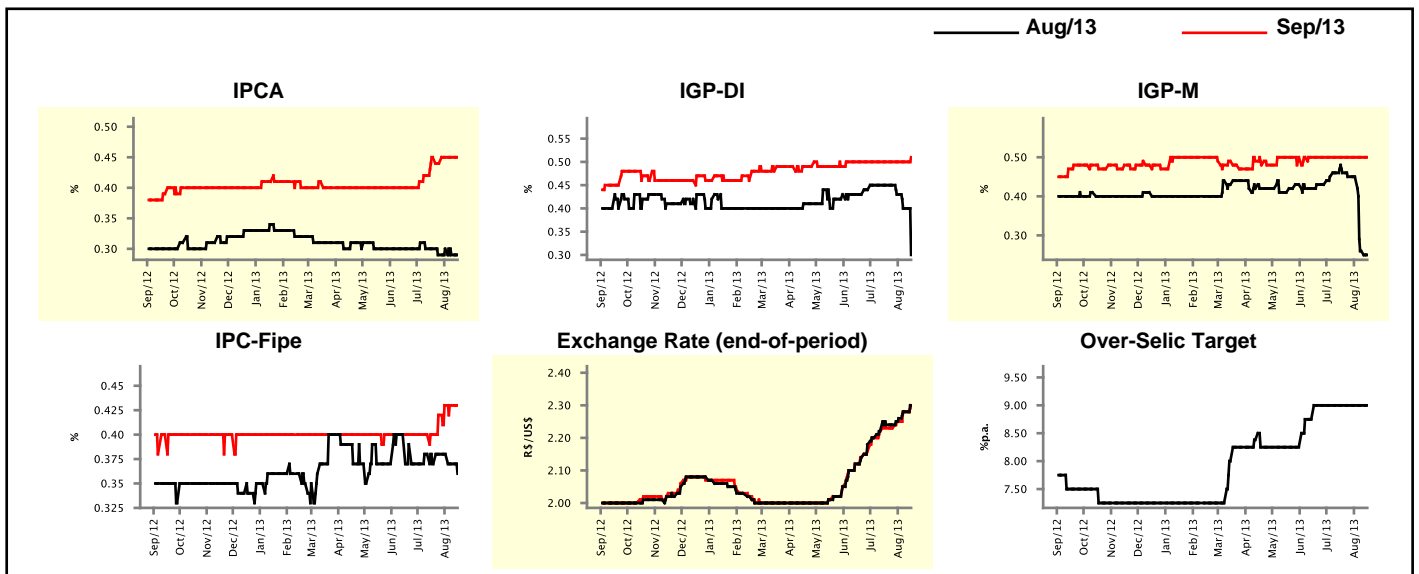 Aug/13 Sep/13
IPCA
%
0.50
0.45
0.40
0.35
0.30
Sep/12 Oct/12 Nov/12 Dec/12 Jan/13 Feb/13 Mar/13 Apr/13 May/13 Jun/13 Jul/13 Aug/13
IGP-DI
%
0.55
0.50
0.45
0.40
0.35
0.30
Sep/12 Oct/12 Nov/12 Dec/12 Jan/13 Feb/13 Mar/13 Apr/13 May/13 Jun/13 Jul/13 Aug/13
IGP-M
%
0.50
0.40
0.30
Sep/12 Oct/12 Nov/12 Dec/12 Jan/13 Feb/13 Mar/13 Apr/13 May/13 Jun/13 Jul/13 Aug/13
IPC-Fipe
%
0.45
0.425
0.40
0.375
0.35
0.325
Sep/12 Oct/12 Nov/12 Dec/12 Jan/13 Feb/13 Mar/13 Apr/13 May/13 Jun/13 Jul/13 Aug/13
Exchange Rate (end-of-period)
R$/US$
2.40
2.30
2.20
2.10
2.00
Sep/12 Oct/12 Nov/12 Dec/12 Jan/13 Feb/13 Mar/13 Apr/13 May/13 Jun/13 Jul/13 Aug/13
Over-Selic Target
%p.a.
9.50
9.00
8.50
8.00
7.50
Sep/12 Oct/12 Nov/12 Dec/12 Jan/13 Feb/13 Mar/13 Apr/13 May/13 Jun/13 Jul/13 Aug/13